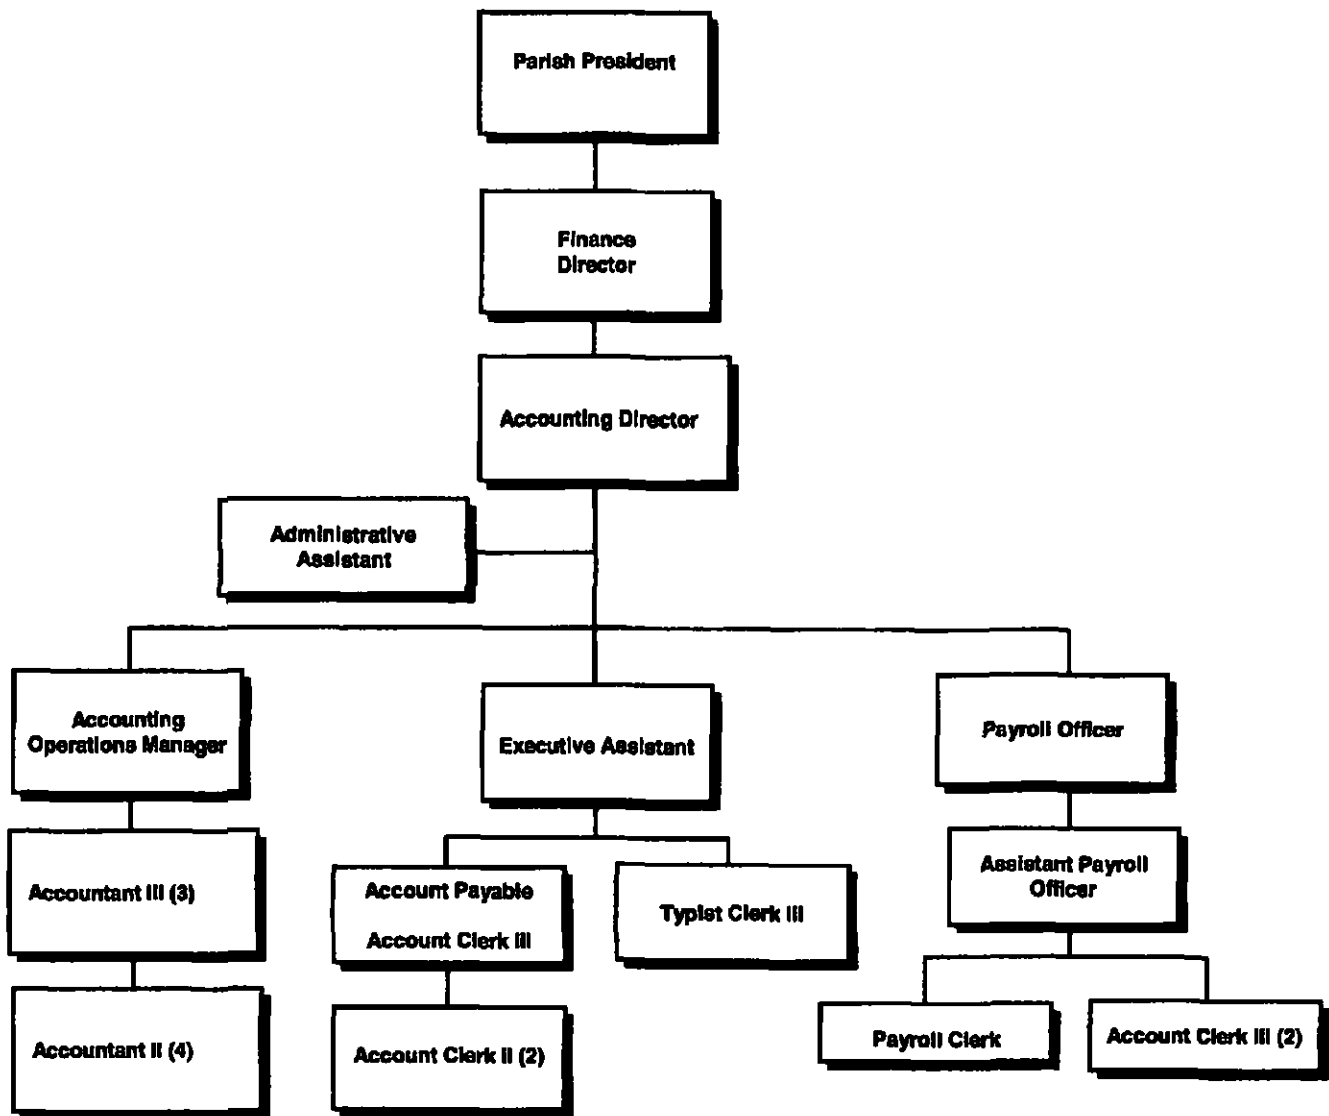 Parish President
Finance
Director
Accounting Director
Administrative
Assistant
Accounting
Operations Manager
Executive Assistant
Payroll Officer
Accountant III (3)
Account Payable
Account Clerk III
Typist Clerk III
Assistant Payroll
Officer
Accountant II (4)
Account Clerk II (2)
Payroll Clerk
Account Clerk III (2)